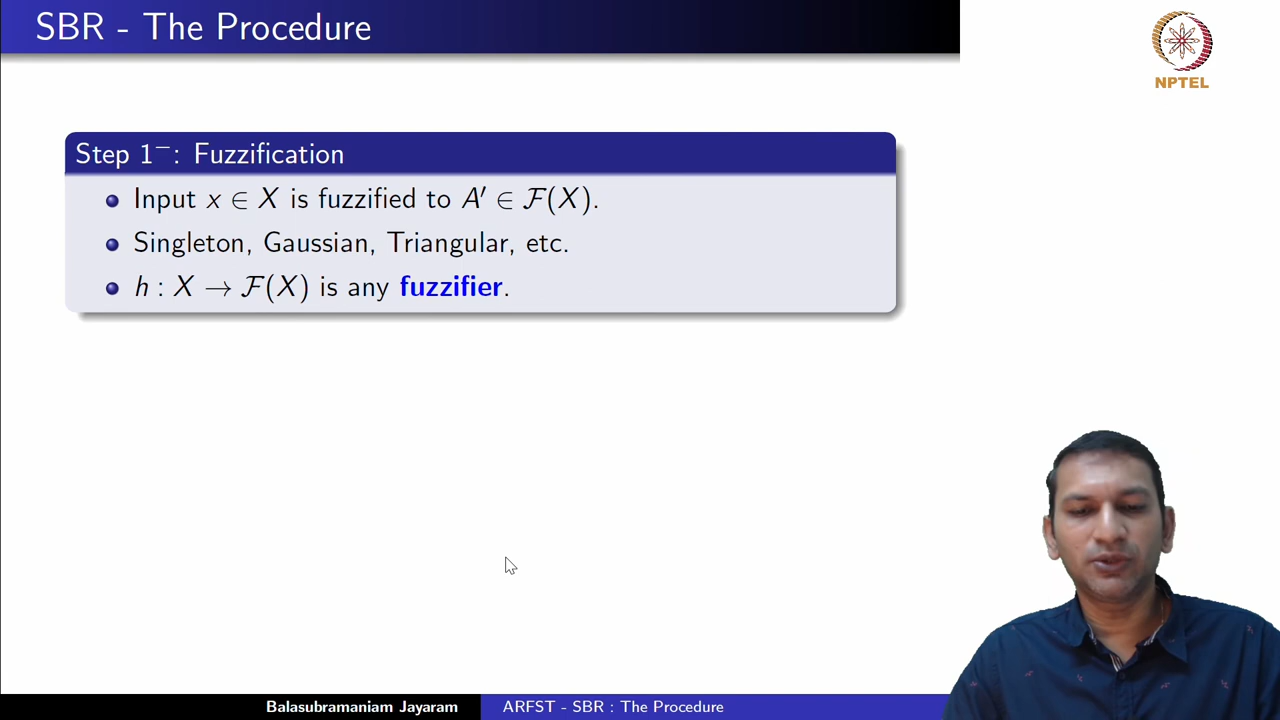 SBR - The Procedure
NPTEL
Step 1⁻: Fuzzification
Input x ∈ X is fuzzified to A′ ∈ ℱ(X).
Singleton, Gaussian, Triangular, etc.
h : X → ℱ(X) is any fuzzifier.
Balasubramaniam Jayaram
ARFST - SBR : The Procedure